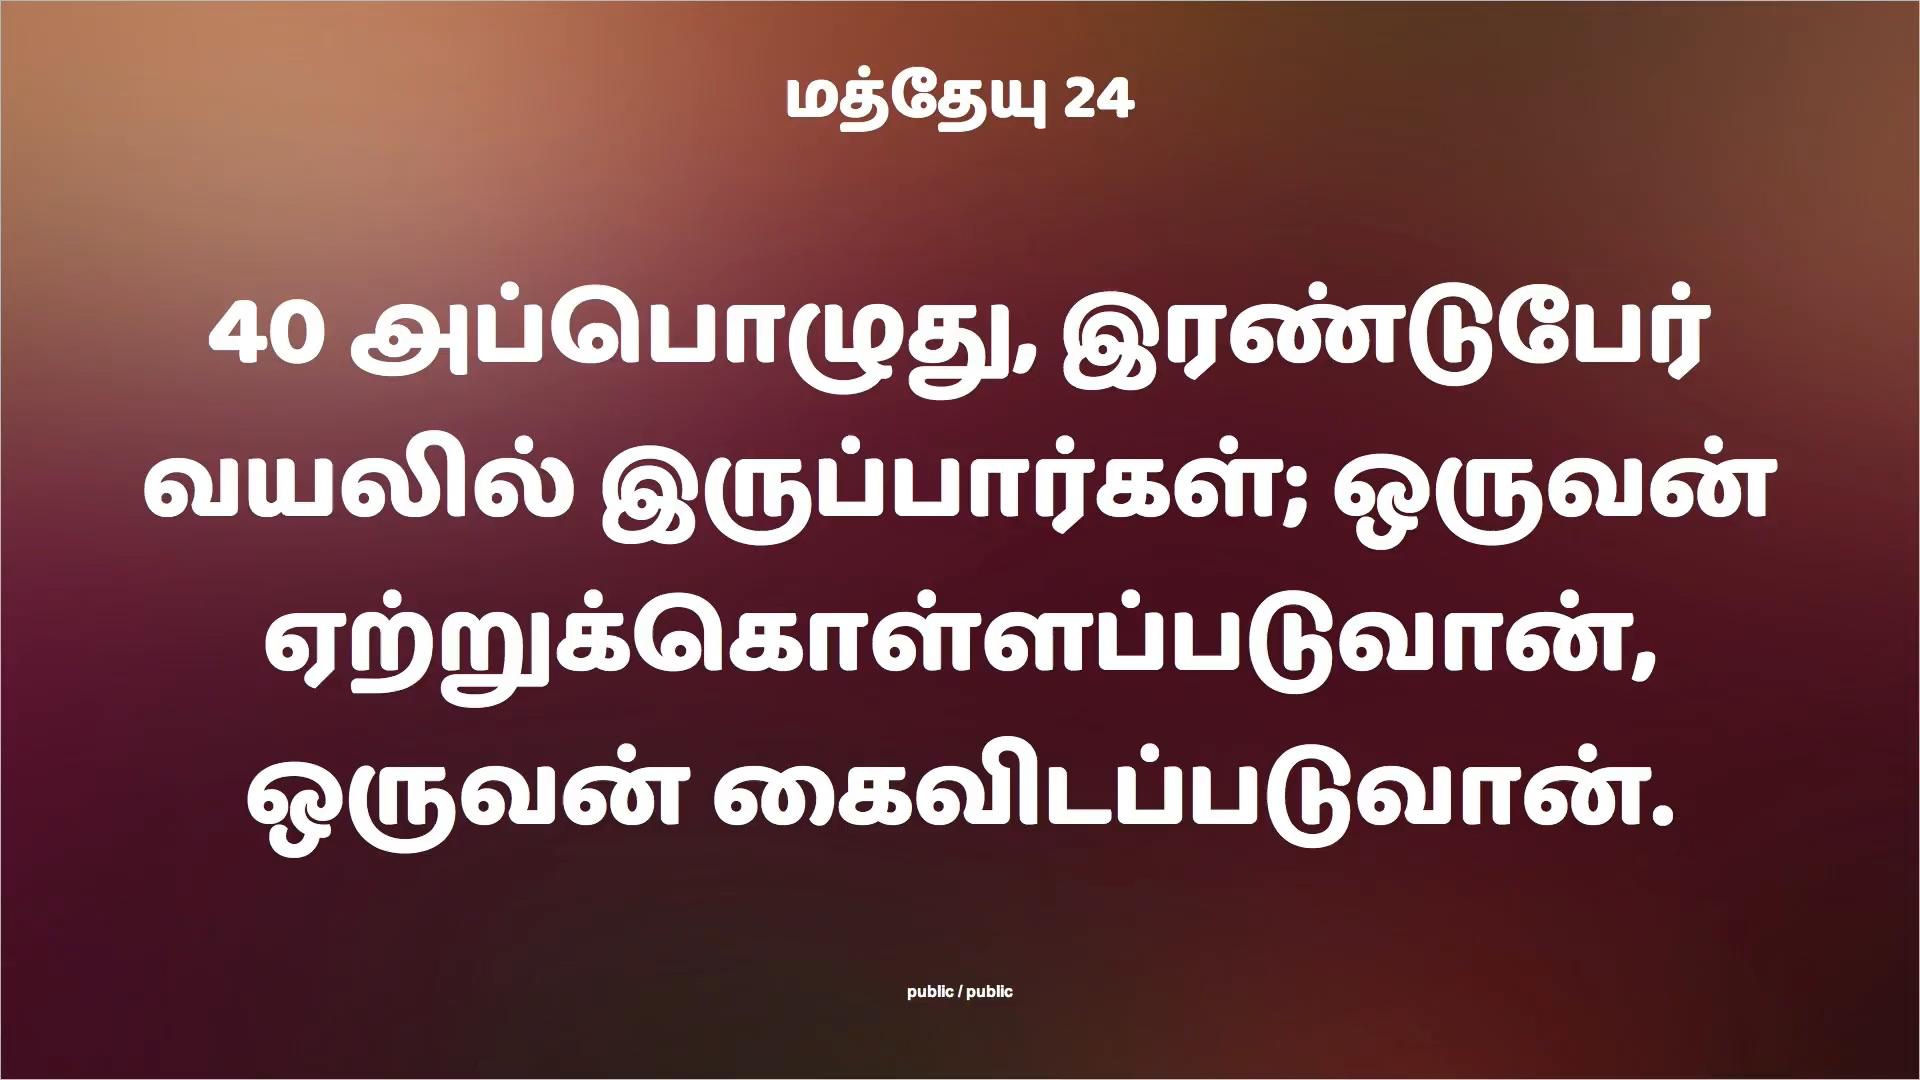 மத்தேயு 24
40 அப்பொழுது, இரண்டுபேர்
வயலில் இருப்பார்கள்; ஒருவன்
ஏற்றுக்கொள்ளப்படுவான்,
ஒருவன் கைவிடப்படுவான்.
public / public